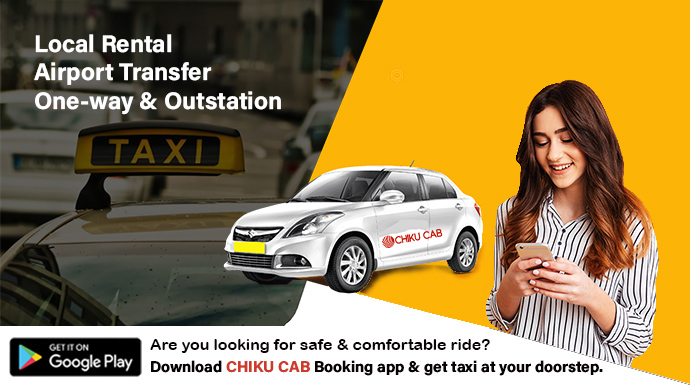 Local Rental
Airport Transfer
One-way & Outstation
TAXI
CHIKU CAB
GET IT ON
Google Play
Are you looking for safe & comfortable ride?
Download CHIKU CAB Booking app & get taxi at your doorstep.